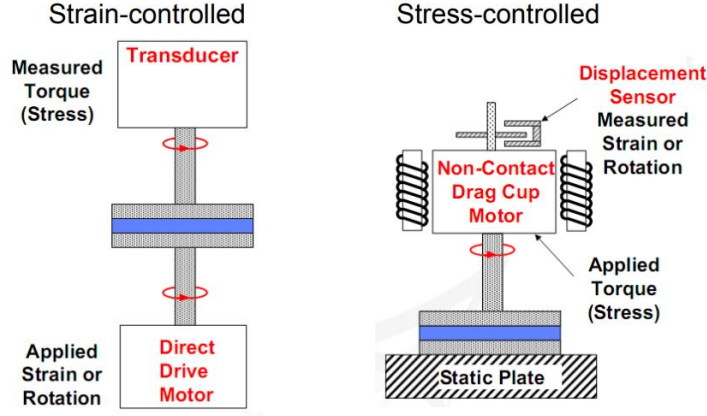 Strain-controlled
Stress-controlled
Transducer
Measured
Torque
(Stress)
Applied
Strain or
Rotation
Direct
Drive
Motor
Displacement
Sensor
Measured
Strain or
Rotation
Non-Contact
Drag Cup
Motor
Applied
Torque
(Stress)
Static Plate